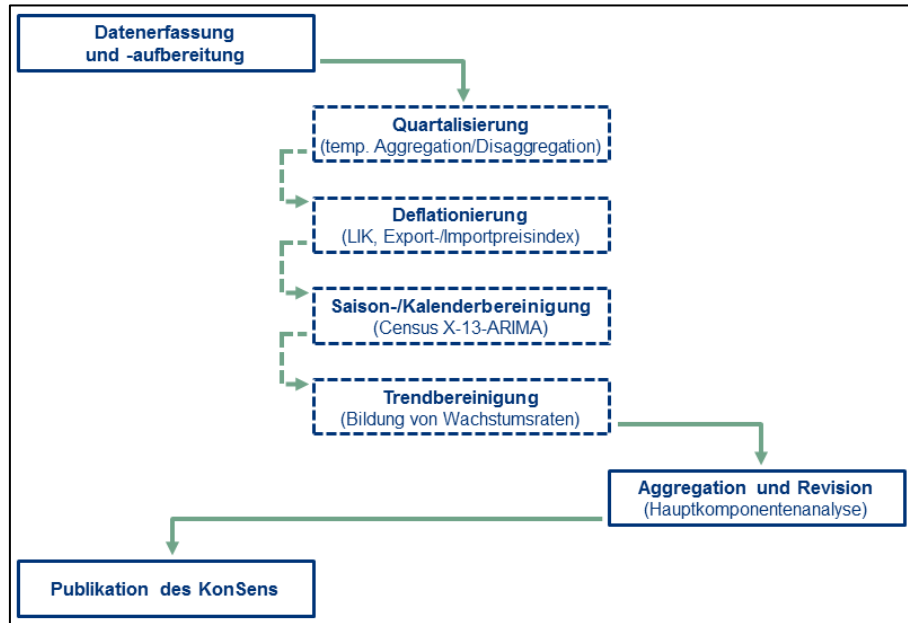 Datenerfassung
und -aufbereitung
Quartalisierung
(temp. Aggregation/Disaggregation)
Deflationierung
(LIK, Export-/Importpreisindex)
Saison-/Kalenderbereinigung
(Census X-13-ARIMA)
Trendbereinigung
(Bildung von Wachstumsraten)
Aggregation und Revision
(Hauptkomponentenanalyse)
Publikation des KonSens